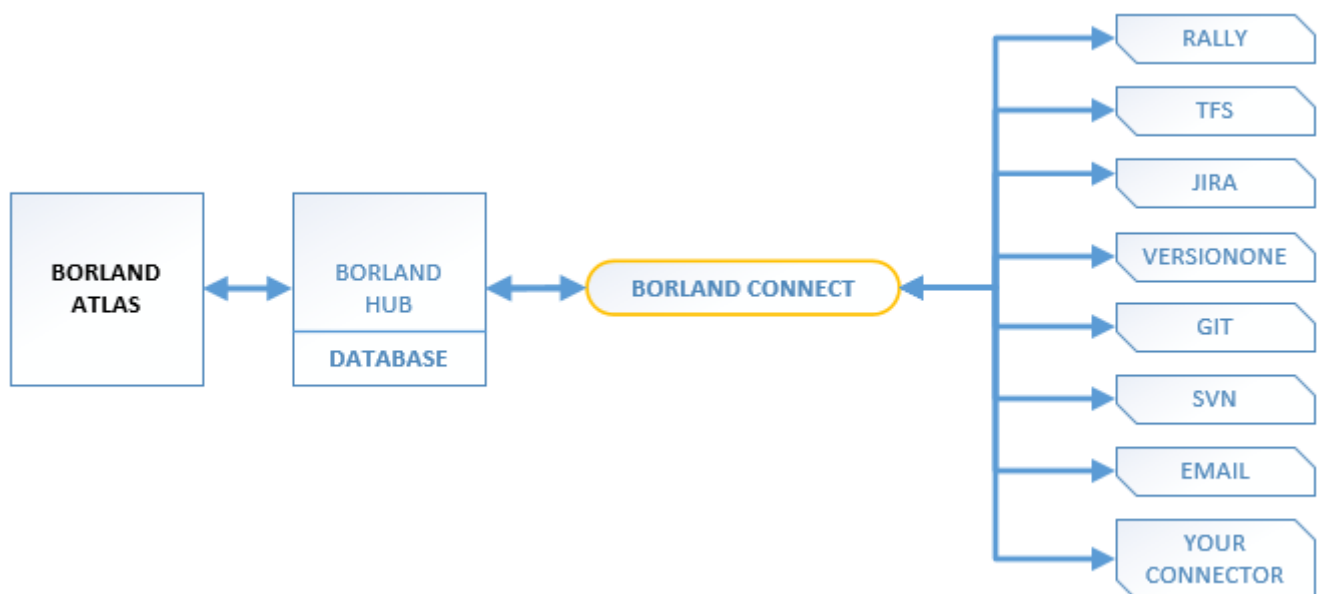 BORLAND
ATLAS
BORLAND
HUB
DATABASE
BORLAND CONNECT
RALLY
TFS
JIRA
VERSIONONE
GIT
SVN
EMAIL
YOUR
CONNECTOR